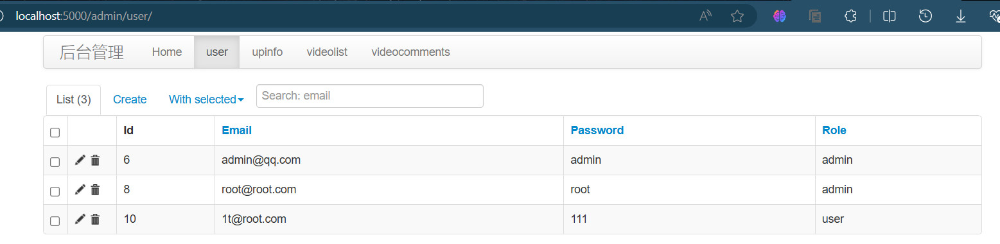 localhost:5000/admin/user/
后台管理 Home user upinfo videolist videocomments
List (3) Create With selected Search: email
Id Email Password Role
6 admin@qq.com admin admin
8 root@root.com root admin
10 1t@root.com 111 user